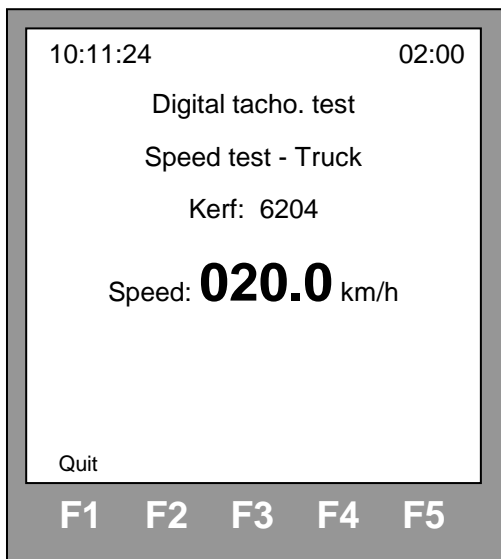 10:11:24 02:00
Digital tacho. test
Speed test - Truck
Kerf: 6204
Speed: 020.0 km/h
Quit
F1 F2 F3 F4 F5